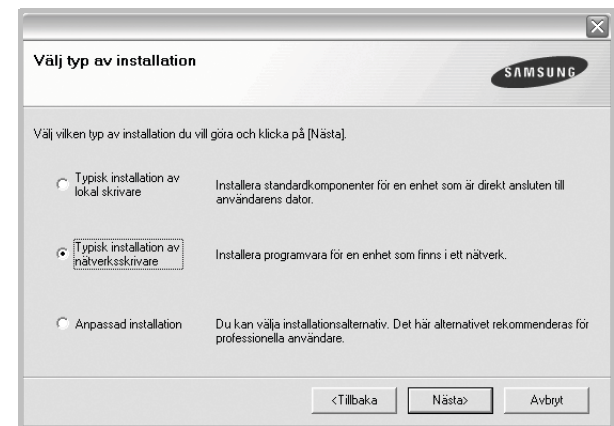 Välj typ av installation
SAMSUNG
Välj vilken typ av installation du vill göra och klicka på [Nästa].
Typisk installation av
lokal skrivare
Installera standardkomponenter för en enhet som är direkt ansluten till
användarens dator.
Typisk installation av
nätverksskrivare
Installera programvara för en enhet som finns i ett nätverk.
Anpassad installation
Du kan välja installationsalternativ. Det här alternativet rekommenderas för
professionella användare.
<Tillbaka
Nästa>
Avbryt